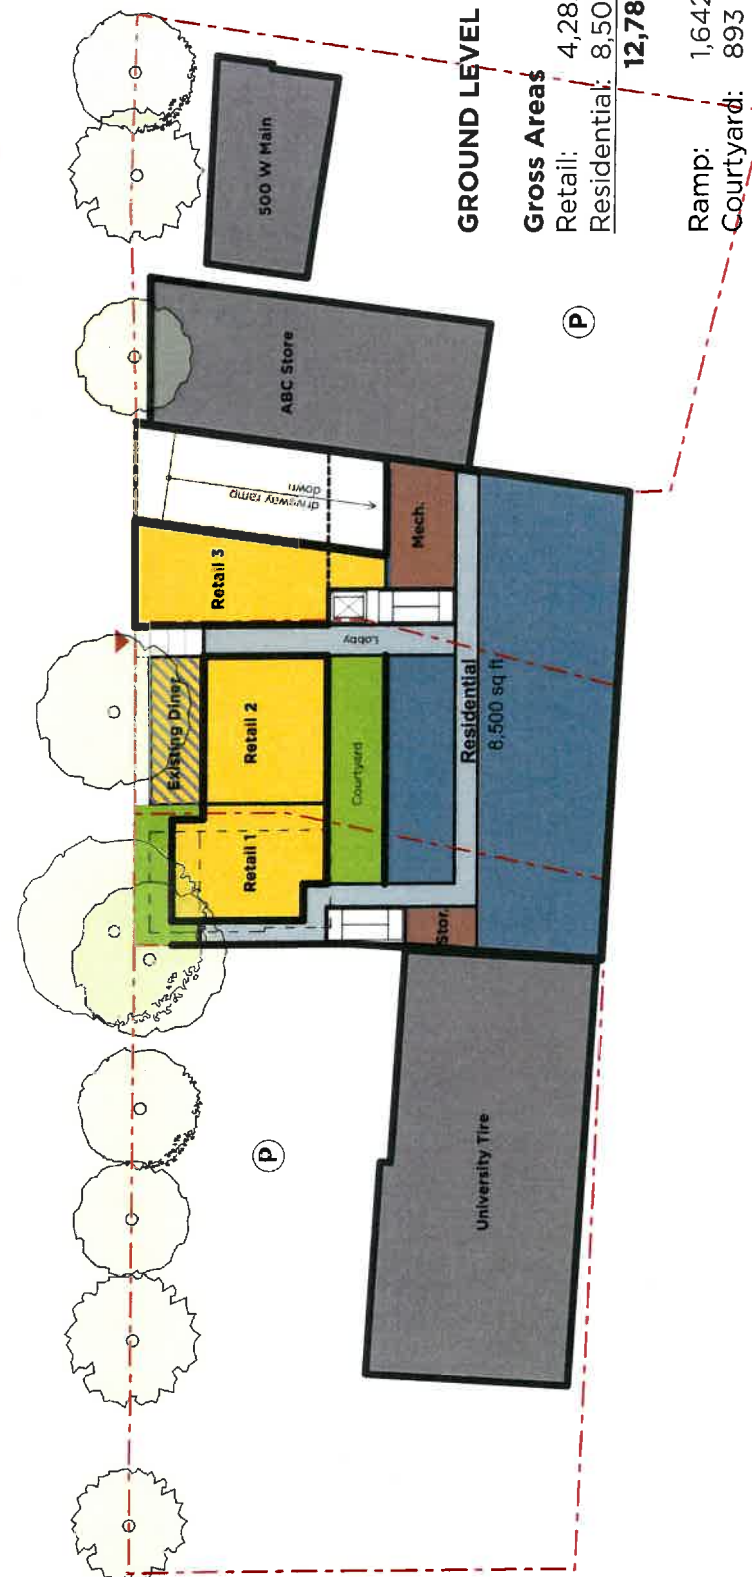 500 W Main
ABC Store
driveway ramp
down
Mech.
Retail 3
Lobby
Existing Diner
Retail 2
Courtyard
Residential
8,500 sq ft
Retail 1
Stor.
University Tire
P
P
GROUND LEVEL
Gross Areas
Retail: 4,28
Residential: 8,50
12,78
Ramp: 1,642
Courtyard: 893